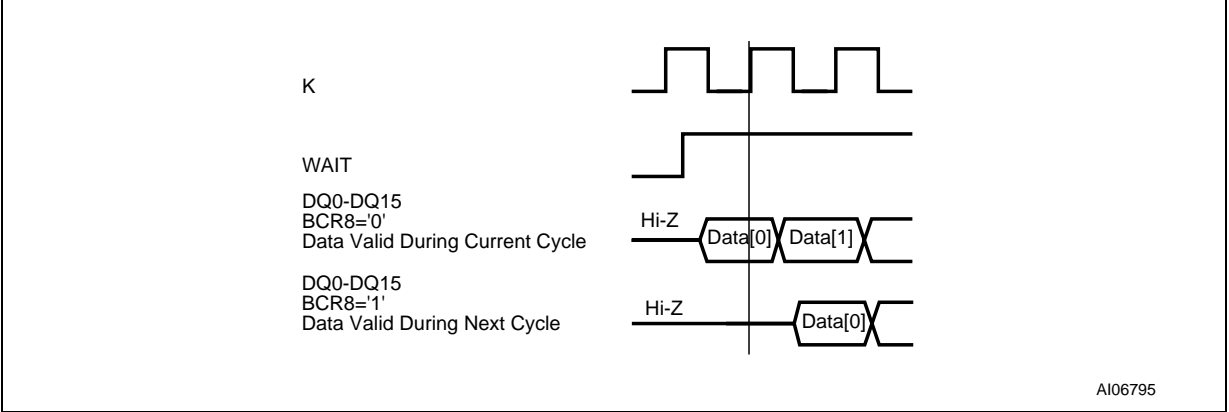 K
WAIT
DQ0-DQ15
BCR8='0'
Data Valid During Current Cycle
Hi-Z
Data[0]
Data[1]
DQ0-DQ15
BCR8='1'
Data Valid During Next Cycle
Hi-Z
Data[0]
AI06795